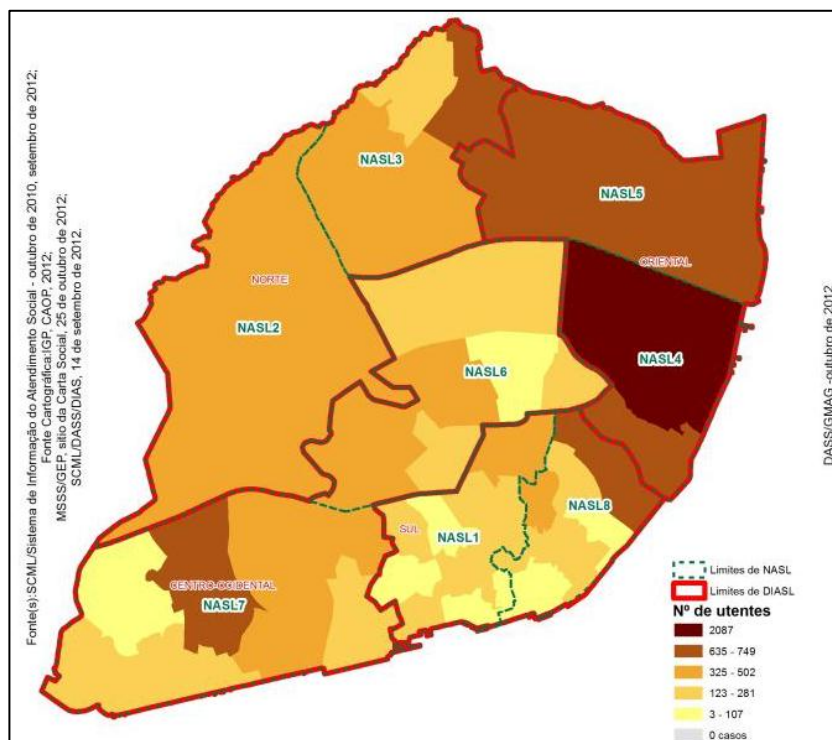 Fonte(s):SCML/Sistema de Informação do Atendimento Social - outubro de 2010, setembro de 2012;
Fonte Cartográfica:IGP, CAOP, 2012;
MSSS/GEP, sítio da Carta Social, 25 de outubro de 2012;
SCML/DASS/DIAS, 14 de setembro de 2012.
NASL3
NASL5
NORTE
ORIENTAL
NASL2
NASL4
NASL6
NASL8
SUL
NASL1
CENTRO-OCIDENTAL
NASL7
DASS/GMAG -outubro de 2012
Limites de NASL
Limites de DIASL
Nº de utentes
2087
635 - 749
325 - 502
123 - 281
3 - 107
0 casos